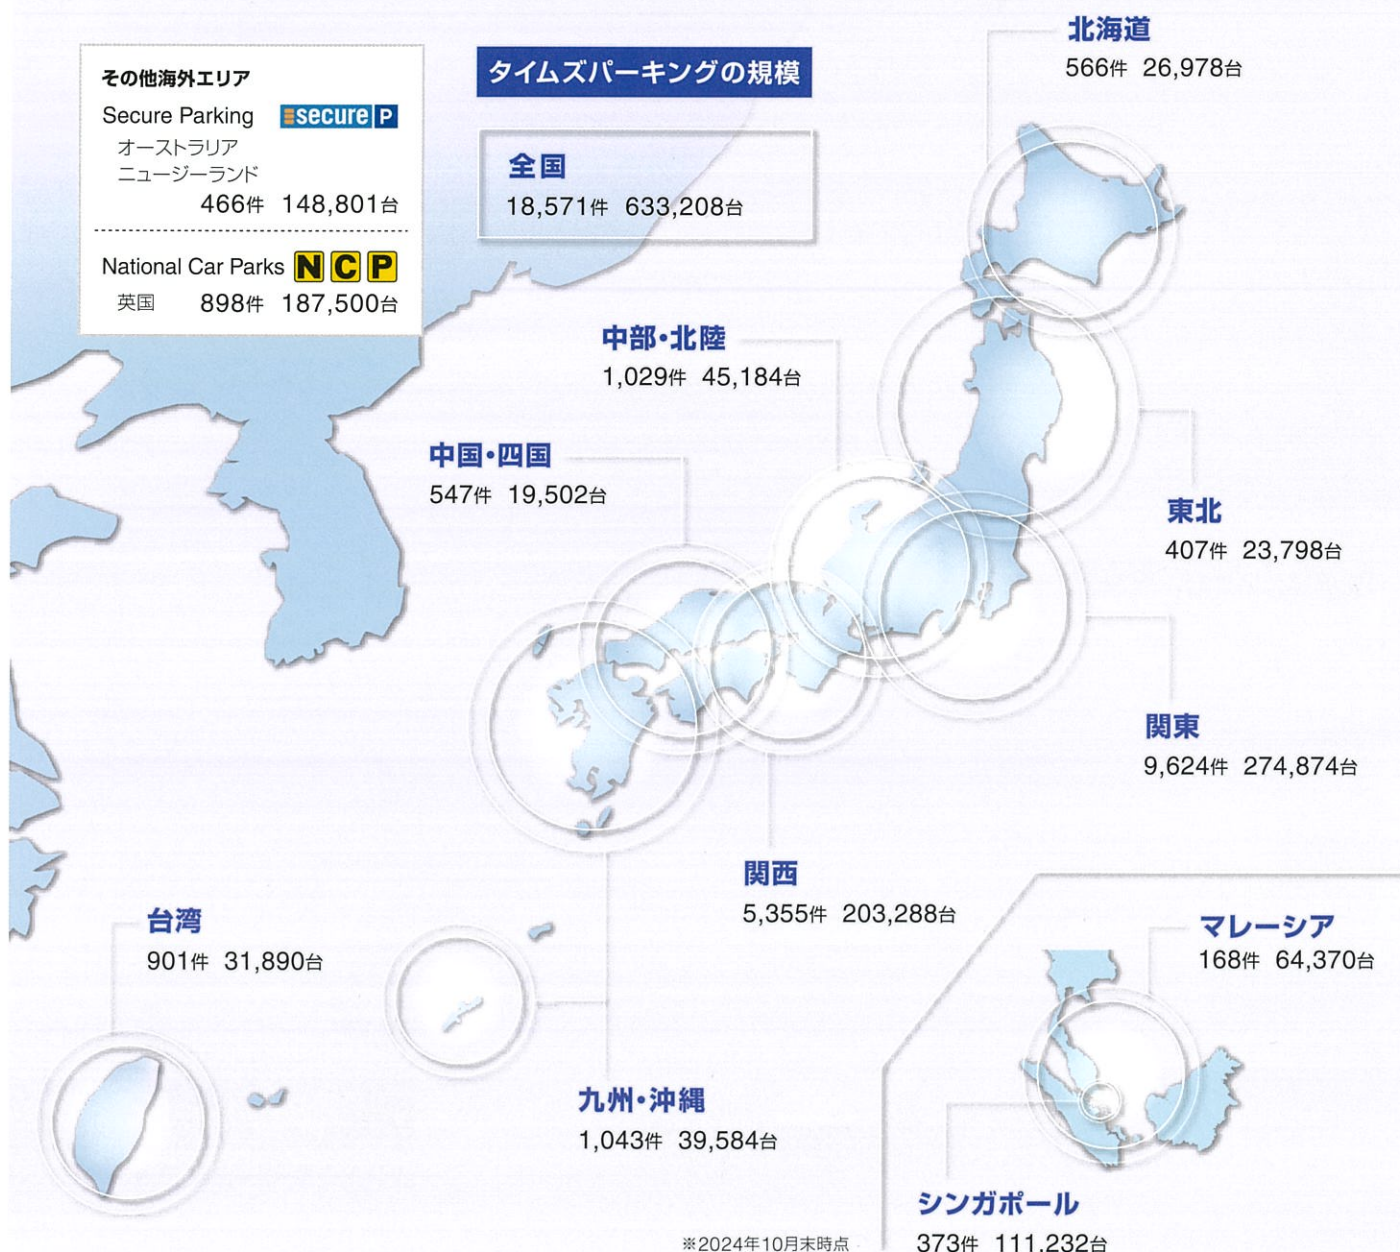 その他海外エリア
Secure Parking secure P
オーストラリア
ニュージーランド
466件 148,801台
National Car Parks NCP
英国 898件 187,500台
タイムズパーキングの規模
全国
18,571件 633,208台
北海道
566件 26,978台
中部・北陸
1,029件 45,184台
中国・四国
547件 19,502台
東北
407件 23,798台
関東
9,624件 274,874台
関西
5,355件 203,288台
台湾
901件 31,890台
九州・沖縄
1,043件 39,584台
マレーシア
168件 64,370台
シンガポール
373件 111,232台
※2024年10月末時点